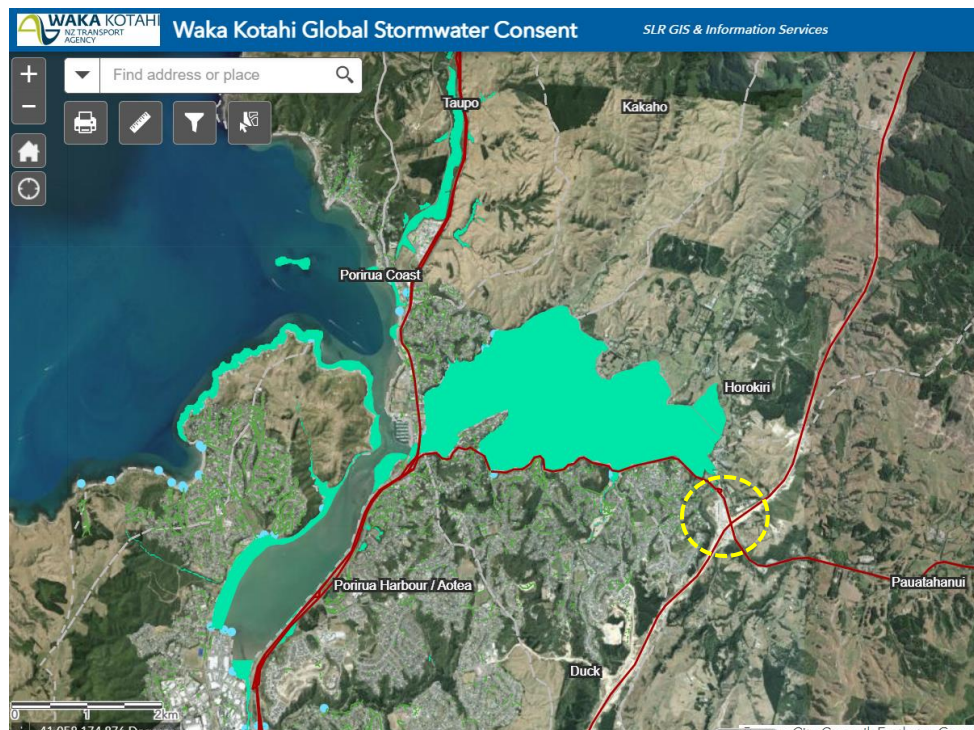 WAKA KOTAHI
NZ TRANSPORT
AGENCY
Waka Kotahi Global Stormwater Consent
SLR GIS & Information Services
+
Find address or place
−
Taupo
Kakaho
Porirua Coast
Horokiri
Porirua Harbour / Aotea
Pauatahanui
Duck
0 1 2km